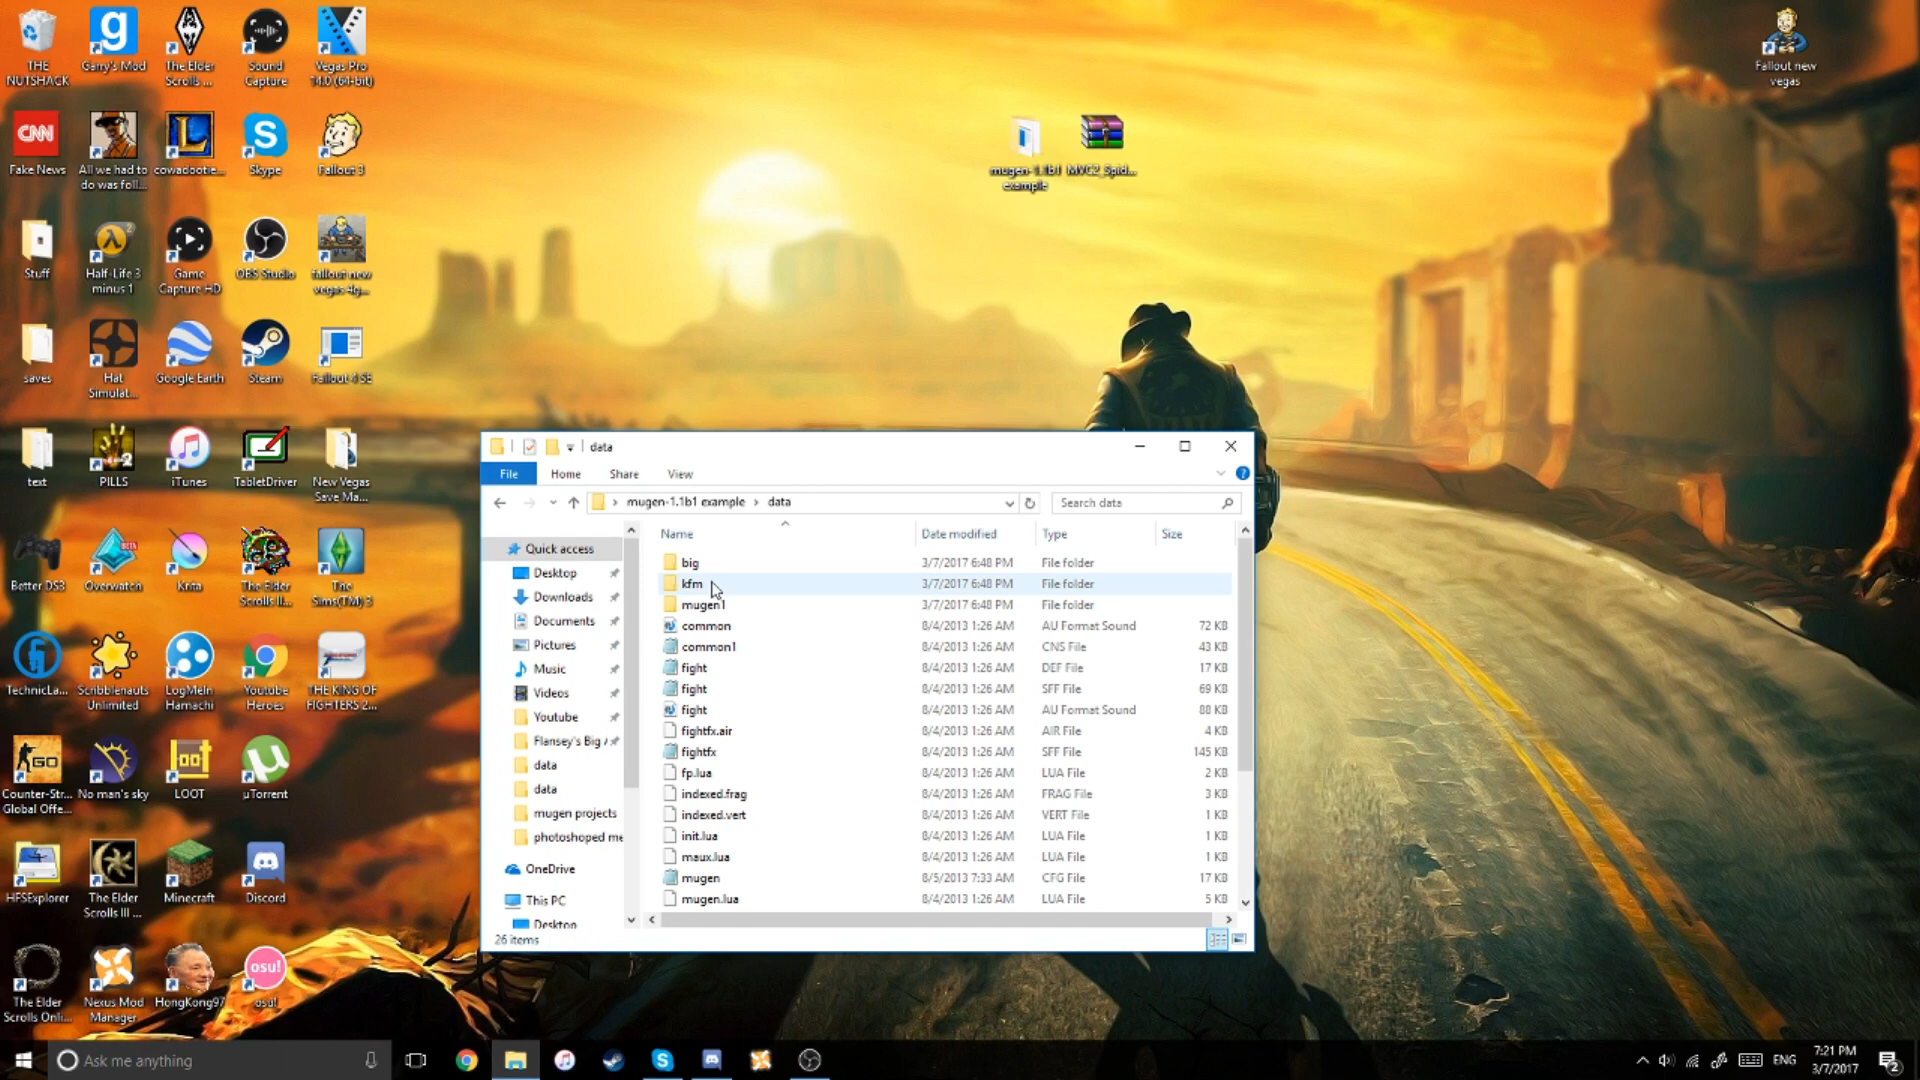 THE
NUTSHACK
Garry's Mod
The Elder
Scrolls ...
Sound
Capture
Vegas Pro
14.0 (64-bit)
Fallout new
vegas
CNN
Fake News
All we had to
do was foll...
cowadootie...
Skype
Fallout 3
mugen-1.1b1
example
MVC2_Spid...
Stuff
Half-Life 3
minus 1
Game
Capture HD
OBS Studio
fallout new
vegas 4g...
saves
Hat
Simulat...
Google Earth
Steam
Fallout 4 SE
text
PILLS
iTunes
TabletDriver
New Vegas
Save Ma...
Better DS3
Overwatch
Krita
The Elder
Scrolls II...
The
Sims(TM) 3
TechnicLa...
Scribblenauts
Unlimited
LogMeIn
Hamachi
Youtube
Heroes
THE KING OF
FIGHTERS 2...
Counter-Str...
Global Offe...
No man's sky
LOOT
µTorrent
HFSExplorer
The Elder
Scrolls III ...
Minecraft
Discord
The Elder
Scrolls Onli...
Nexus Mod
Manager
HongKong97
osu!
osu!
data
File Home Share View
mugen-1.1b1 example > data
Search data
Name Date modified Type Size
Quick access
Desktop
Downloads
Documents
Pictures
Music
Videos
Youtube
Flansey's Big /
data
data
mugen projects
photoshoped me
OneDrive
This PC
Desktop
big 3/7/2017 6:48 PM File folder
kfm 3/7/2017 6:48 PM File folder
mugen1 3/7/2017 6:48 PM File folder
common 8/4/2013 1:26 AM AU Format Sound 72 KB
common1 8/4/2013 1:26 AM CNS File 43 KB
fight 8/4/2013 1:26 AM DEF File 17 KB
fight 8/4/2013 1:26 AM SFF File 69 KB
fight 8/4/2013 1:26 AM AU Format Sound 88 KB
fightfx.air 8/4/2013 1:26 AM AIR File 4 KB
fightfx 8/4/2013 1:26 AM SFF File 145 KB
fp.lua 8/4/2013 1:26 AM LUA File 2 KB
indexed.frag 8/4/2013 1:26 AM FRAG File 3 KB
indexed.vert 8/4/2013 1:26 AM VERT File 1 KB
init.lua 8/4/2013 1:26 AM LUA File 1 KB
maux.lua 8/4/2013 1:26 AM LUA File 1 KB
mugen 8/5/2013 7:33 AM CFG File 17 KB
mugen.lua 8/4/2013 1:26 AM LUA File 5 KB
26 items
Ask me anything
ENG
7:21 PM
3/7/2017
2